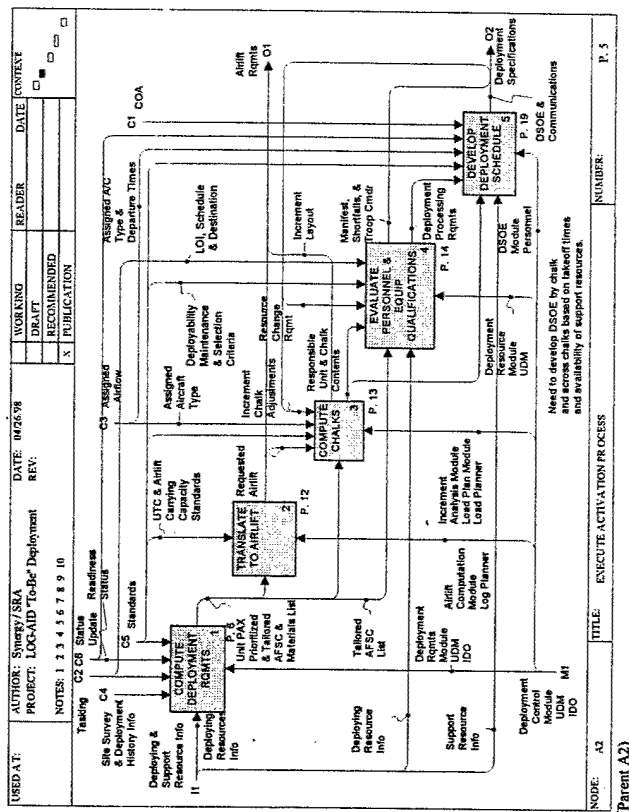 USED AT:
AUTHOR: Synergy / SRA
PROJECT: LOG-AID "To-Be" Deployment
NOTES: 1 2 3 4 5 6 7 8 9 10
DATE: 04/26.98
REV:
WORKING
DRAFT
RECOMMENDED
X PUBLICATION
READER
DATE
CONTEXT
Tasking
C2
C6
Status
Update
Readiness
Status
C4
Site Survey
& Deployment
History Info
C5 Standards
C3 Assigned
Airflow
Assigned A/C
Type &
Departure Times
C1 COA
Assigned
Aircraft
Type
LOI, Schedule
& Destination
UTC & Airlift
Carrying
Capacity
Standards
Deployability
Maintenance
& Selection
Criteria
Airlift
Rqmts
O1
Increment
Layout
Resource
Change
Rqmt
Increment
Chalk
Adjustments
Requested
Airlift
Deploying &
Support
Resource Info
Deploying
Resources
Info
I1
COMPUTE
DEPLOYMENT
RQMTS
1
P. 6
Unit PAX
Prioritized
& Tailored
AFSC &
Materials List
TRANSLATE
TO AIRLIFT
2
P. 12
COMPUTE
CHALKS
3
P. 13
Responsible
Unit & Chalk
Contents
EVALUATE
PERSONNEL &
EQUIP
QUALIFICATIONS
4
P. 14
Manifest,
Shortfalls, &
Troop Cmdr
Deployment
Processing
Rqmts
DEVELOP
DEPLOYMENT
SCHEDULE
5
P. 19
O2
Deployment
Specifications
DSOE &
Communications
Tailored
AFSC
List
Deploying
Resource
Info
Support
Resource
Info
Deployment
Rqmts
Module
UDM
IDO
Airlift
Computation
Module
Log Planner
Increment
Analysis Module
Load Plan Module
Load Planner
Deployment
Resource
Module
UDM
DSOE
Module
Personnel
Deployment
Control
Module
UDM
IDO
M1
Need to develop DSOE by chalk
and across chalks based on takeoff times
and availability of support resources.
NODE: A2
TITLE: EXECUTE ACTIVATION PROCESS
NUMBER:
P. 5
(Parent A2)